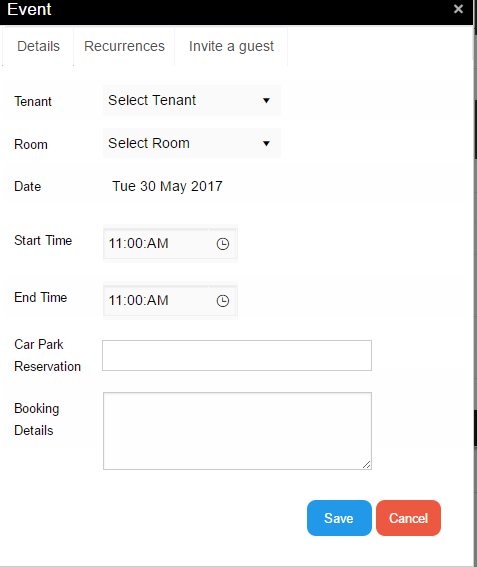 Event ×
Details Recurrences Invite a guest
Tenant Select Tenant
Room Select Room
Date Tue 30 May 2017
Start Time 11:00:AM
End Time 11:00:AM
Car Park
Reservation
Booking
Details
Save Cancel